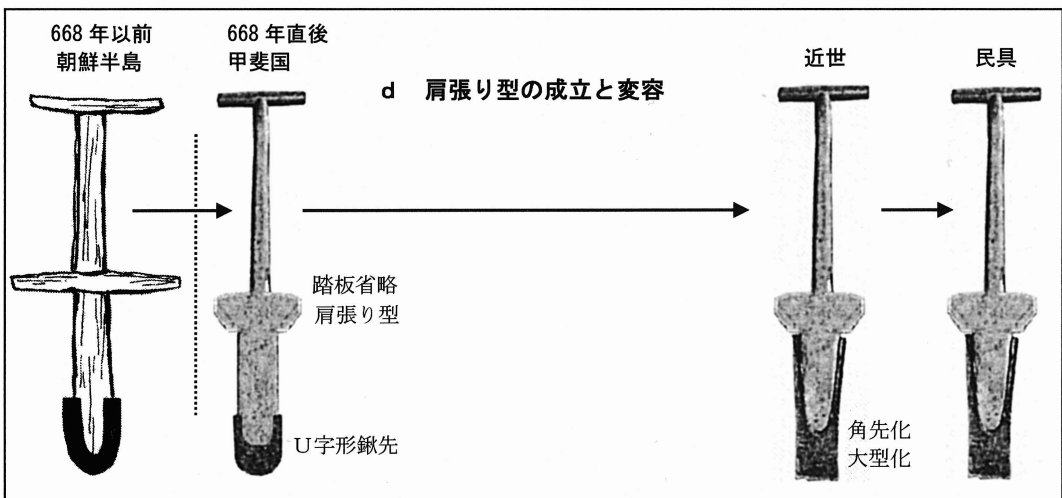 668 年以前
朝鮮半島
668 年直後
甲斐国
d 肩張り型の成立と変容
近世
民具
踏板省略
肩張り型
U字形鍬先
角先化
大型化